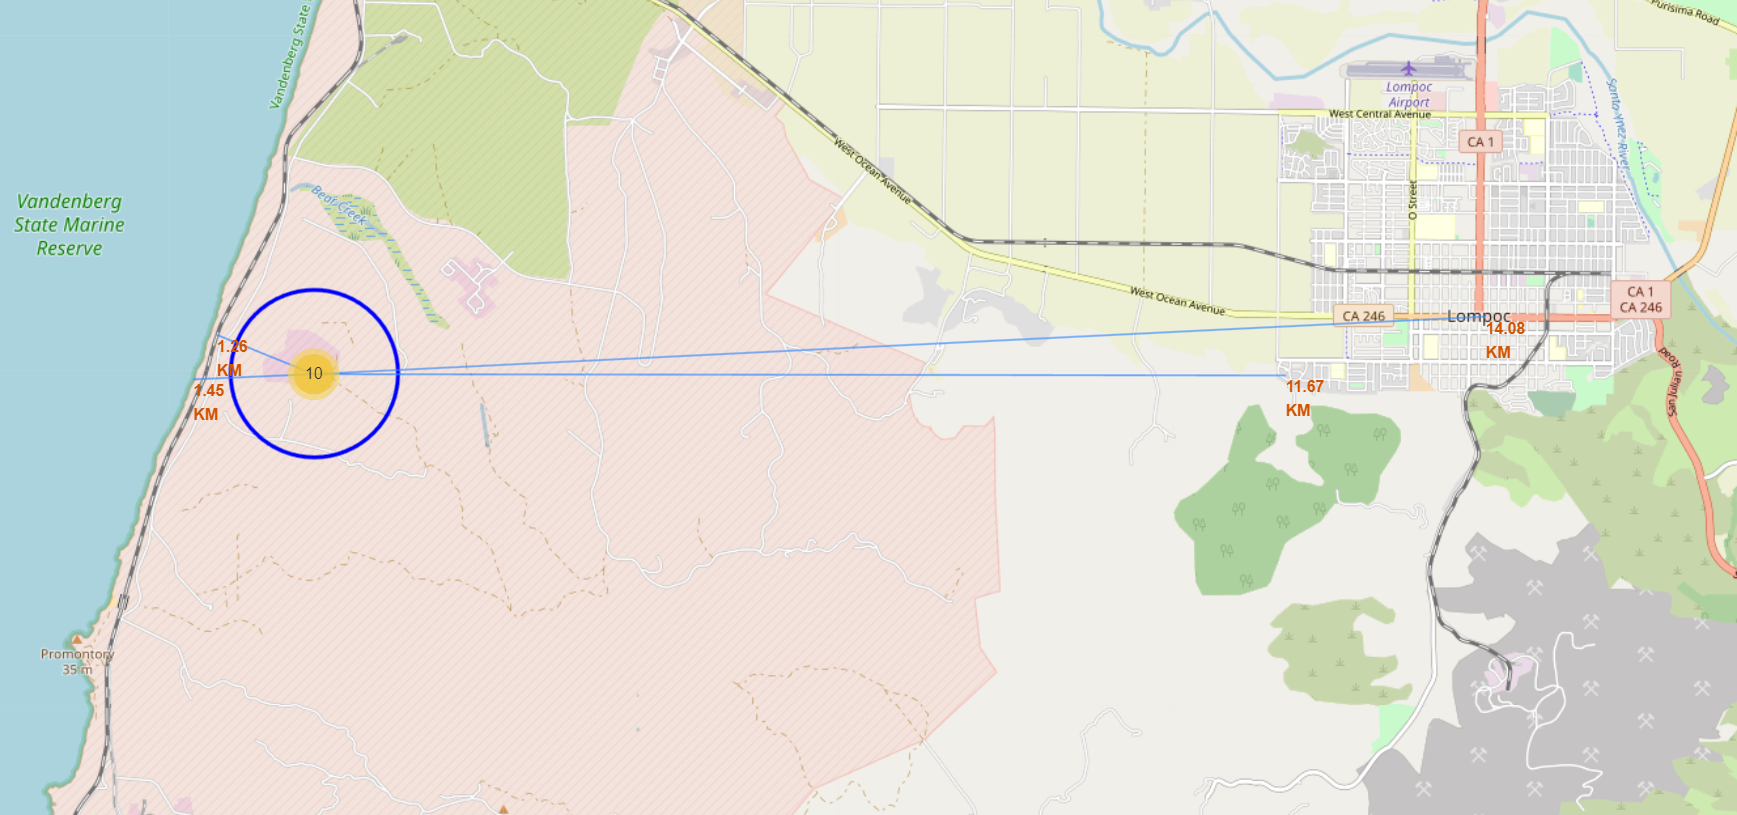 Vandenberg State
Purisima Road
Lompoc
Airport
West Central Avenue
CA 1
Santa Ynez River
West Ocean Avenue
O Street
Bear Creek
Vandenberg
State Marine
Reserve
West Ocean Avenue
CA 1
CA 246
CA 246
Lompoc
14.08
KM
1.26
KM
10
1.45
KM
11.67
KM
San Julian Road
Promontory
35 m